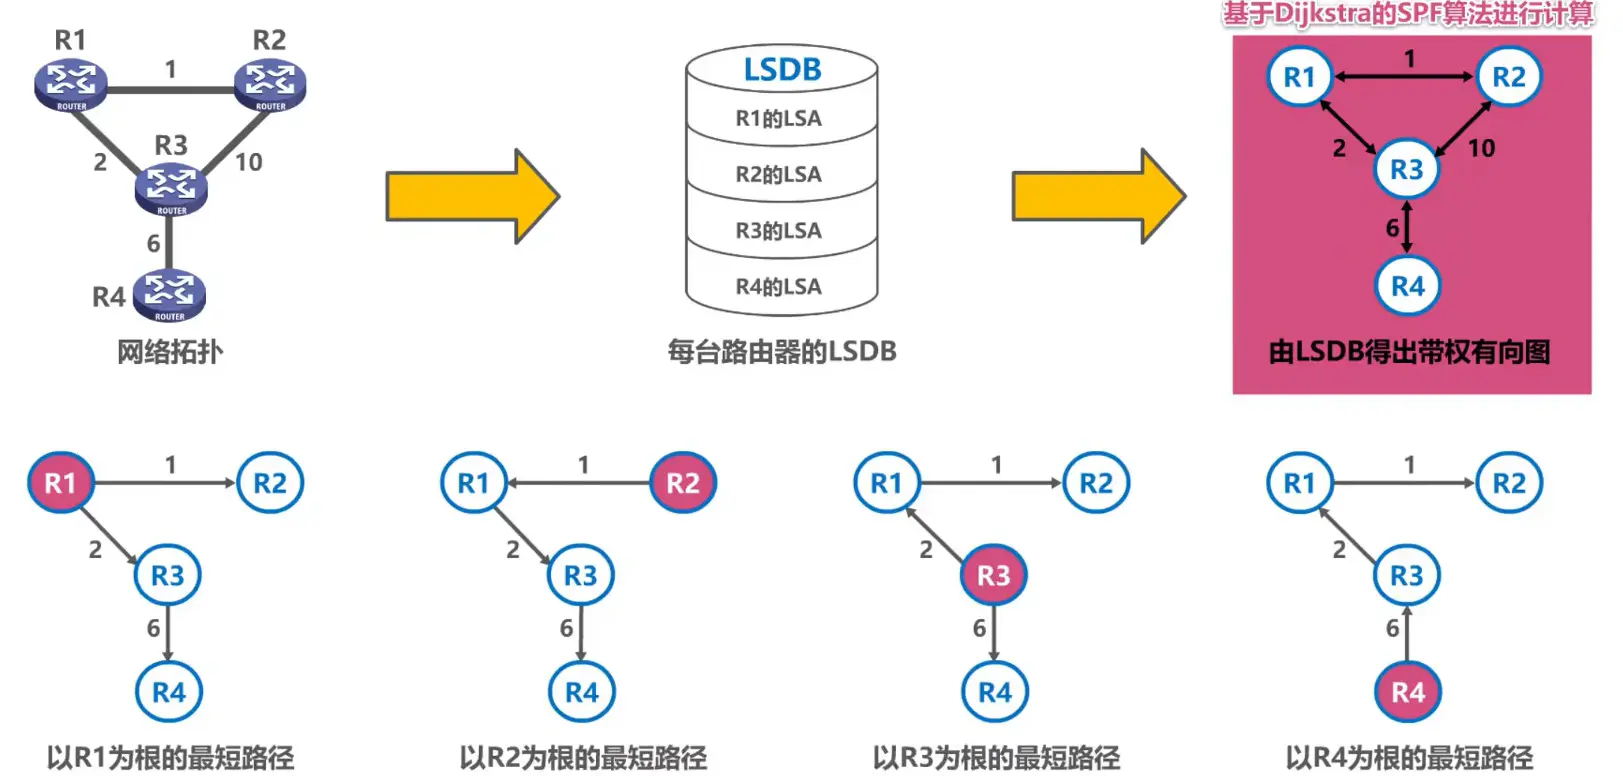 基于Dijkstra的SPF算法进行计算
R1
R2
1
R3
2
10
6
R4
ROUTER
ROUTER
ROUTER
ROUTER
网络拓扑
LSDB
R1的LSA
R2的LSA
R3的LSA
R4的LSA
每台路由器的LSDB
R1
1
R2
2
10
R3
6
R4
由LSDB得出带权有向图
R1
1
R2
2
R3
6
R4
以R1为根的最短路径
R1
1
R2
2
R3
6
R4
以R2为根的最短路径
R1
1
R2
2
R3
6
R4
以R3为根的最短路径
R1
1
R2
2
R3
6
R4
以R4为根的最短路径